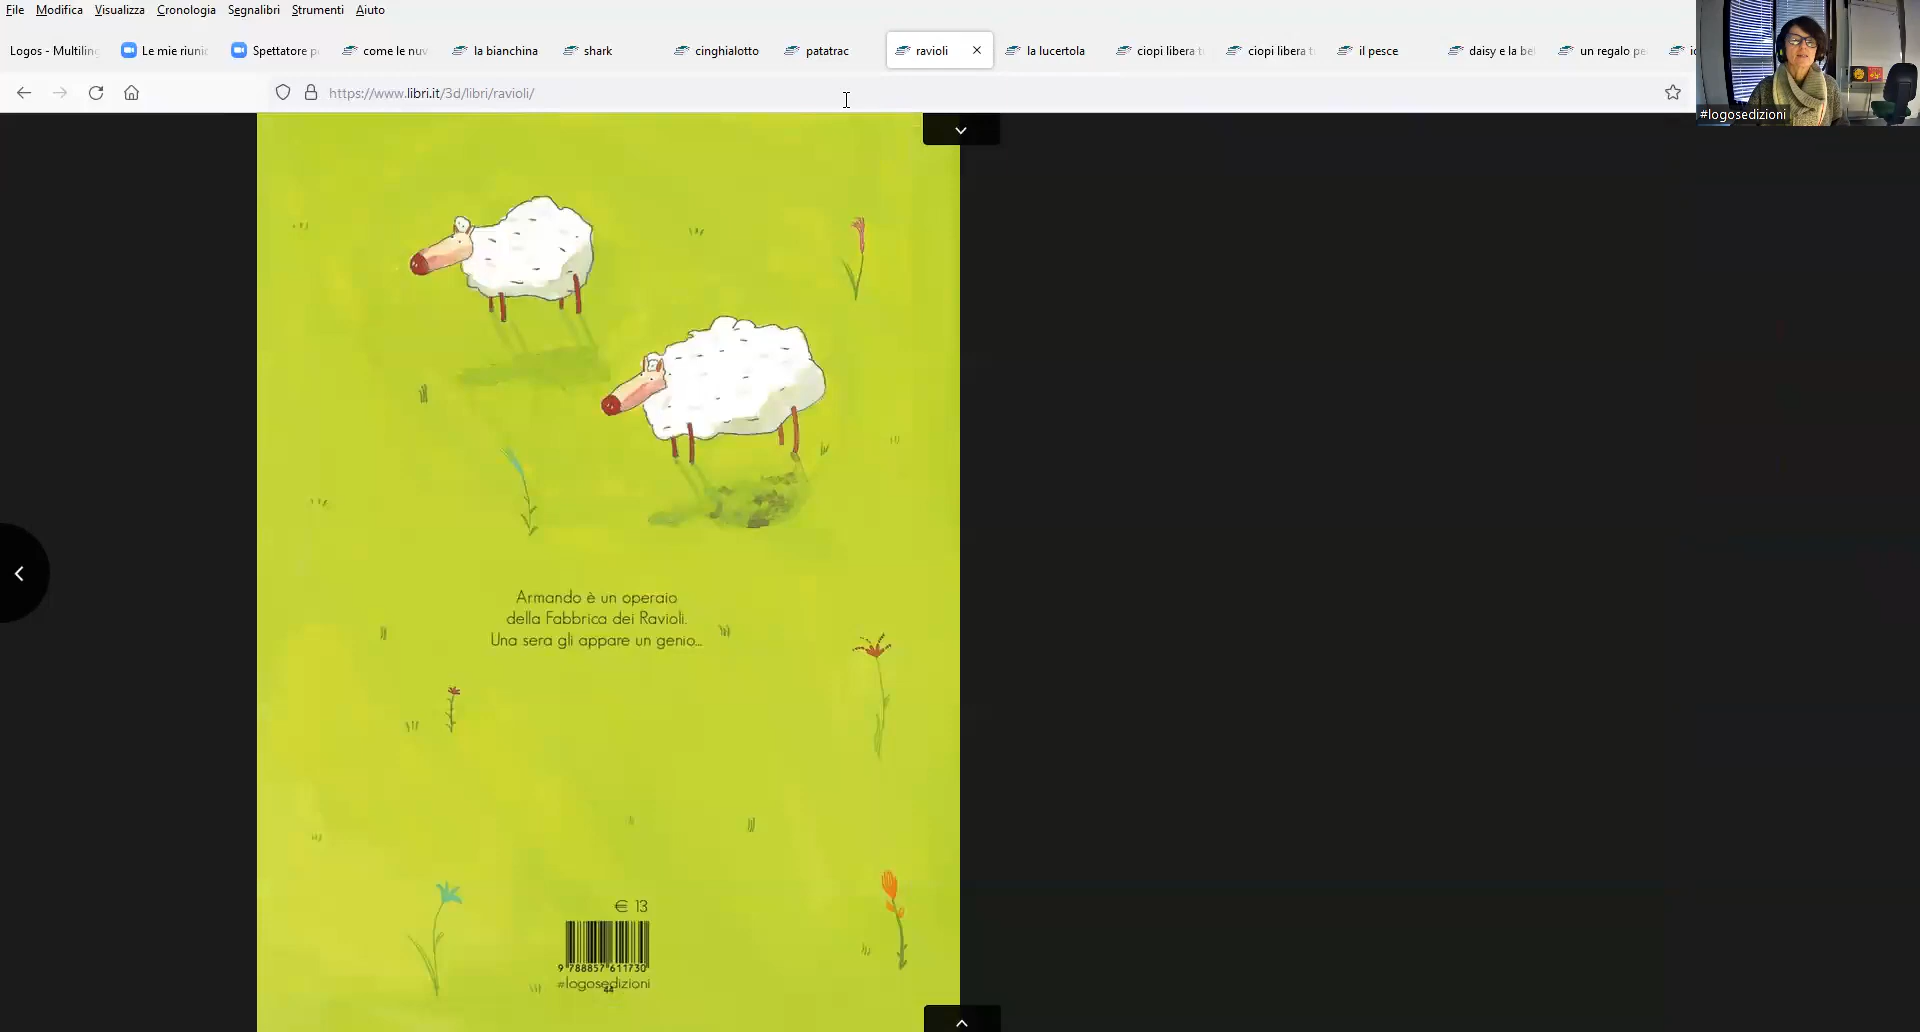 File Modifica Visualizza Cronologia Segnalibri Strumenti Aiuto
Logos - Multiling Le mie riunio Spettatore p come le nuv la bianchina shark cinghialotto patatrac ravioli la lucertola ciopi libera t ciopi libera t il pesce daisy e la be un regalo pe
https://www.libri.it/3d/libri/ravioli/
#logosedizioni
Armando è un operaio
della Fabbrica dei Ravioli.
Una sera gli appare un genio...
€ 13
9 788857 611730
#logosedizioni
44